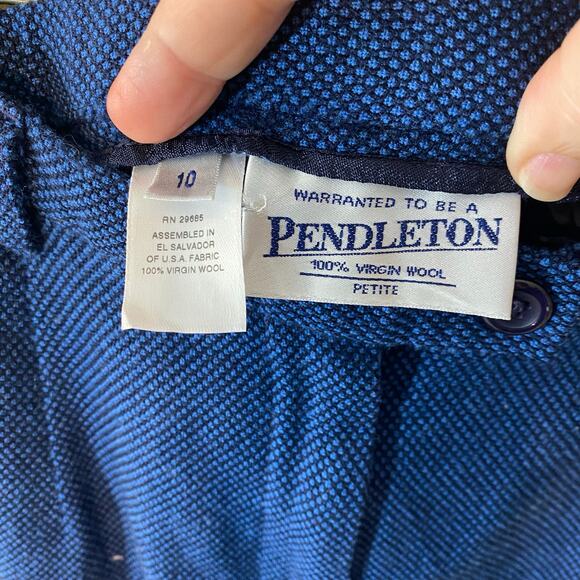 10
RN 29685
ASSEMBLED IN
EL SALVADOR
OF U.S.A. FABRIC
100% VIRGIN WOOL
WARRANTED TO BE A
PENDLETON
100% VIRGIN WOOL
PETITE